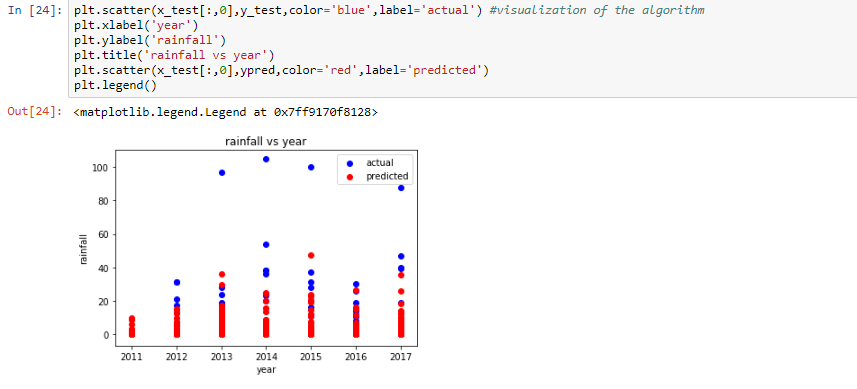 In [24]: plt.scatter(x_test[:,0],y_test,color='blue',label='actual') #visualization of the algorithm
plt.xlabel('year')
plt.ylabel('rainfall')
plt.title('rainfall vs year')
plt.scatter(x_test[:,0],ypred,color='red',label='predicted')
plt.legend()
Out[24]: <matplotlib.legend.Legend at 0x7ff9170f8128>
rainfall vs year
actual
predicted
100
80
60
40
20
0
rainfall
2011 2012 2013 2014 2015 2016 2017
year